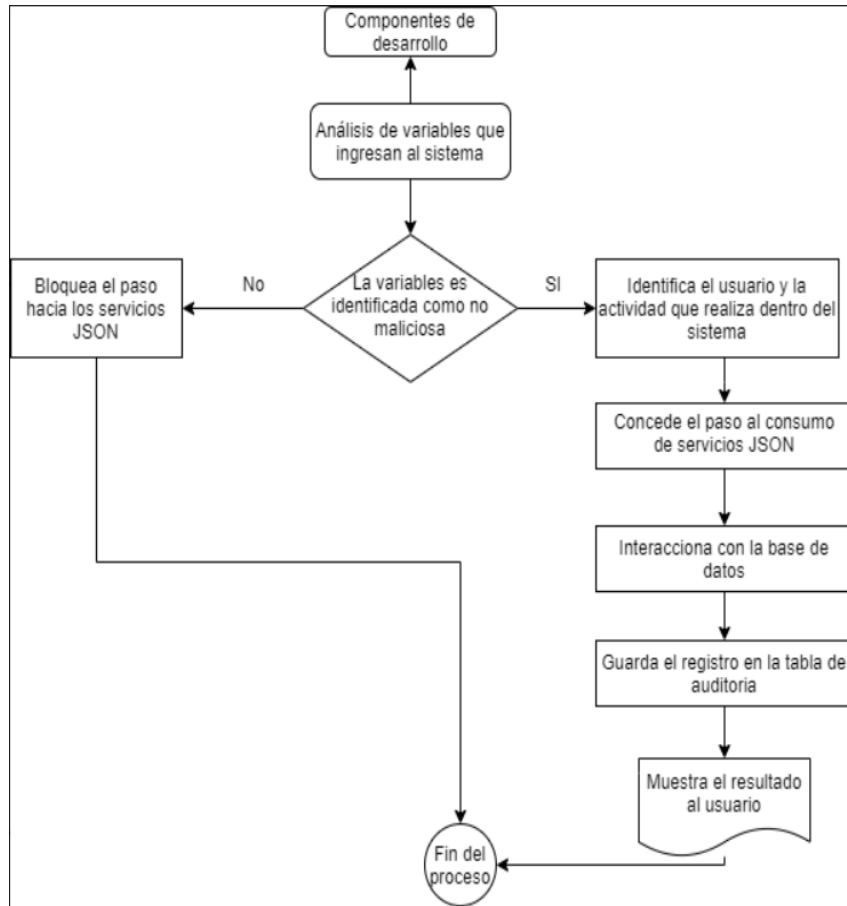 Componentes de
desarrollo
Análisis de variables que
ingresan al sistema
La variables es
identificada como no
maliciosa
No
SI
Bloquea el paso
hacia los servicios
JSON
Identifica el usuario y la
actividad que realiza dentro del
sistema
Concede el paso al consumo
de servicios JSON
Interacciona con la base de
datos
Guarda el registro en la tabla de
auditoria
Muestra el resultado
al usuario
Fin del
proceso